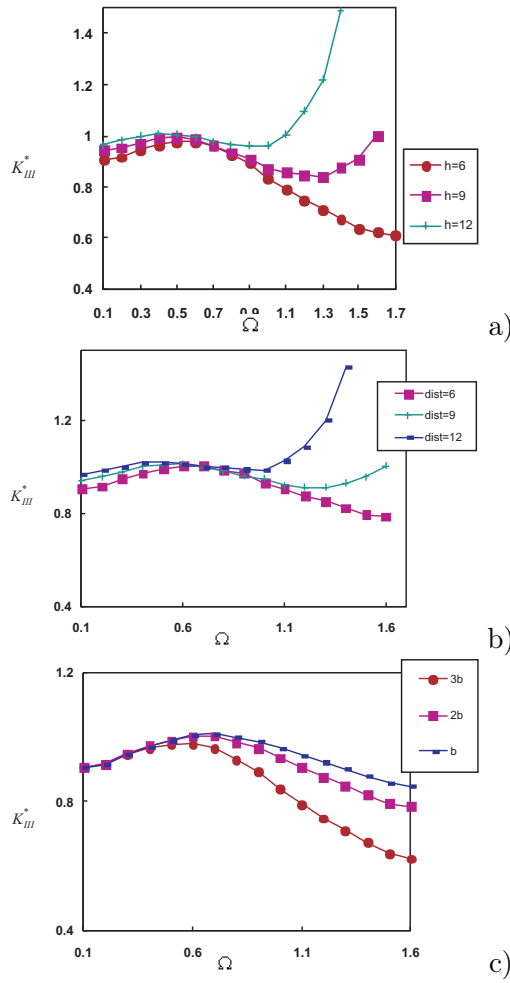 1.4
1.2
1
0.8
0.6
0.4
K*III
0.1 0.3 0.5 0.7 0.9 1.1 1.3 1.5 1.7
Ω
h=6
h=9
h=12
a)
1.2
0.8
0.4
K*III
0.1 0.6 1.1 1.6
Ω
dist=6
dist=9
dist=12
b)
1.2
0.8
0.4
K*III
0.1 0.6 1.1 1.6
Ω
3b
2b
b
c)